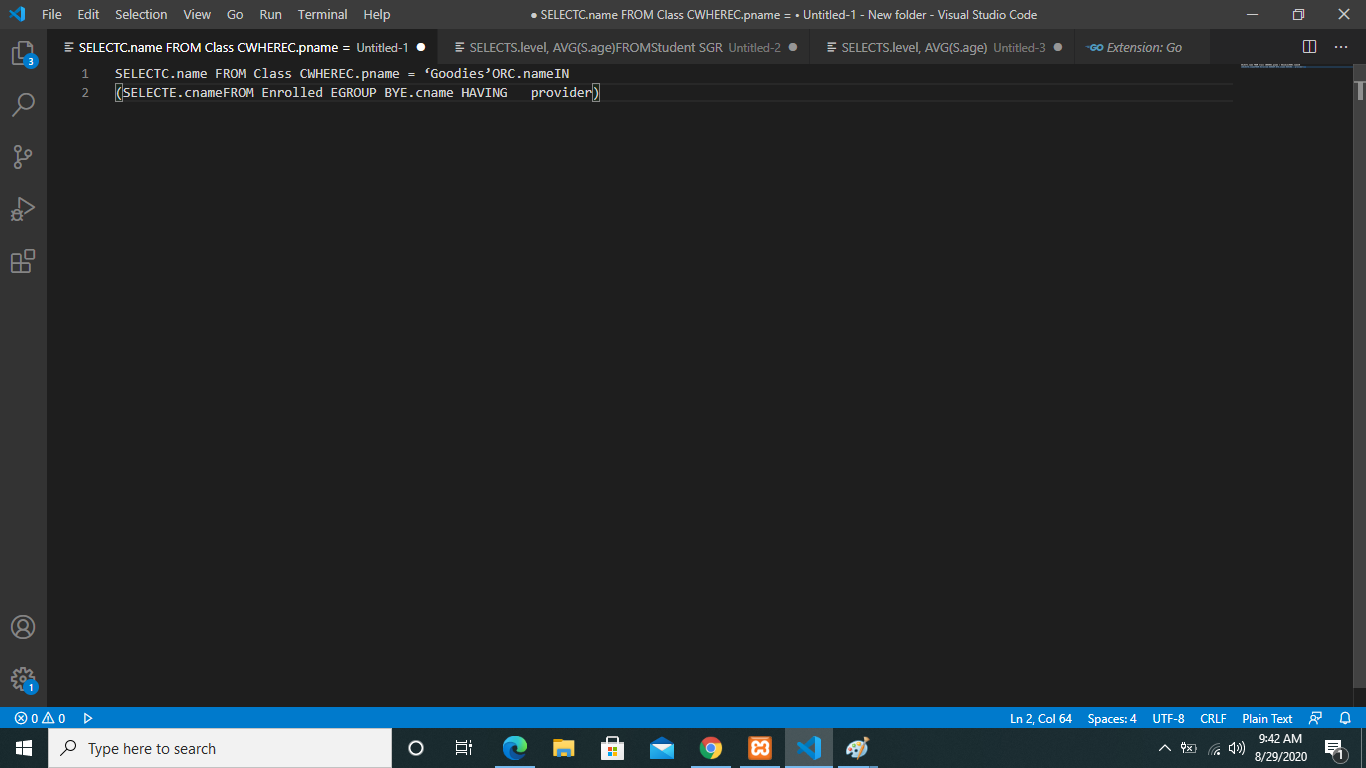 File Edit Selection View Go Run Terminal Help
● SELECTC.name FROM Class CWHEREC.pname = • Untitled-1 - New folder - Visual Studio Code
SELECTC.name FROM Class CWHEREC.pname = Untitled-1 ●
SELECTS.level, AVG(S.age)FROMStudent SGR Untitled-2 ●
SELECTS.level, AVG(S.age) Untitled-3 ●
GO Extension: Go
3
1 SELECTC.name FROM Class CWHEREC.pname = ‘Goodies’ORC.nameIN
2 (SELECTE.cnameFROM Enrolled EGROUP BYE.cname HAVING   provider)
1
0 0
Ln 2, Col 64 Spaces: 4 UTF-8 CRLF Plain Text
Type here to search
9:42 AM
8/29/2020
1